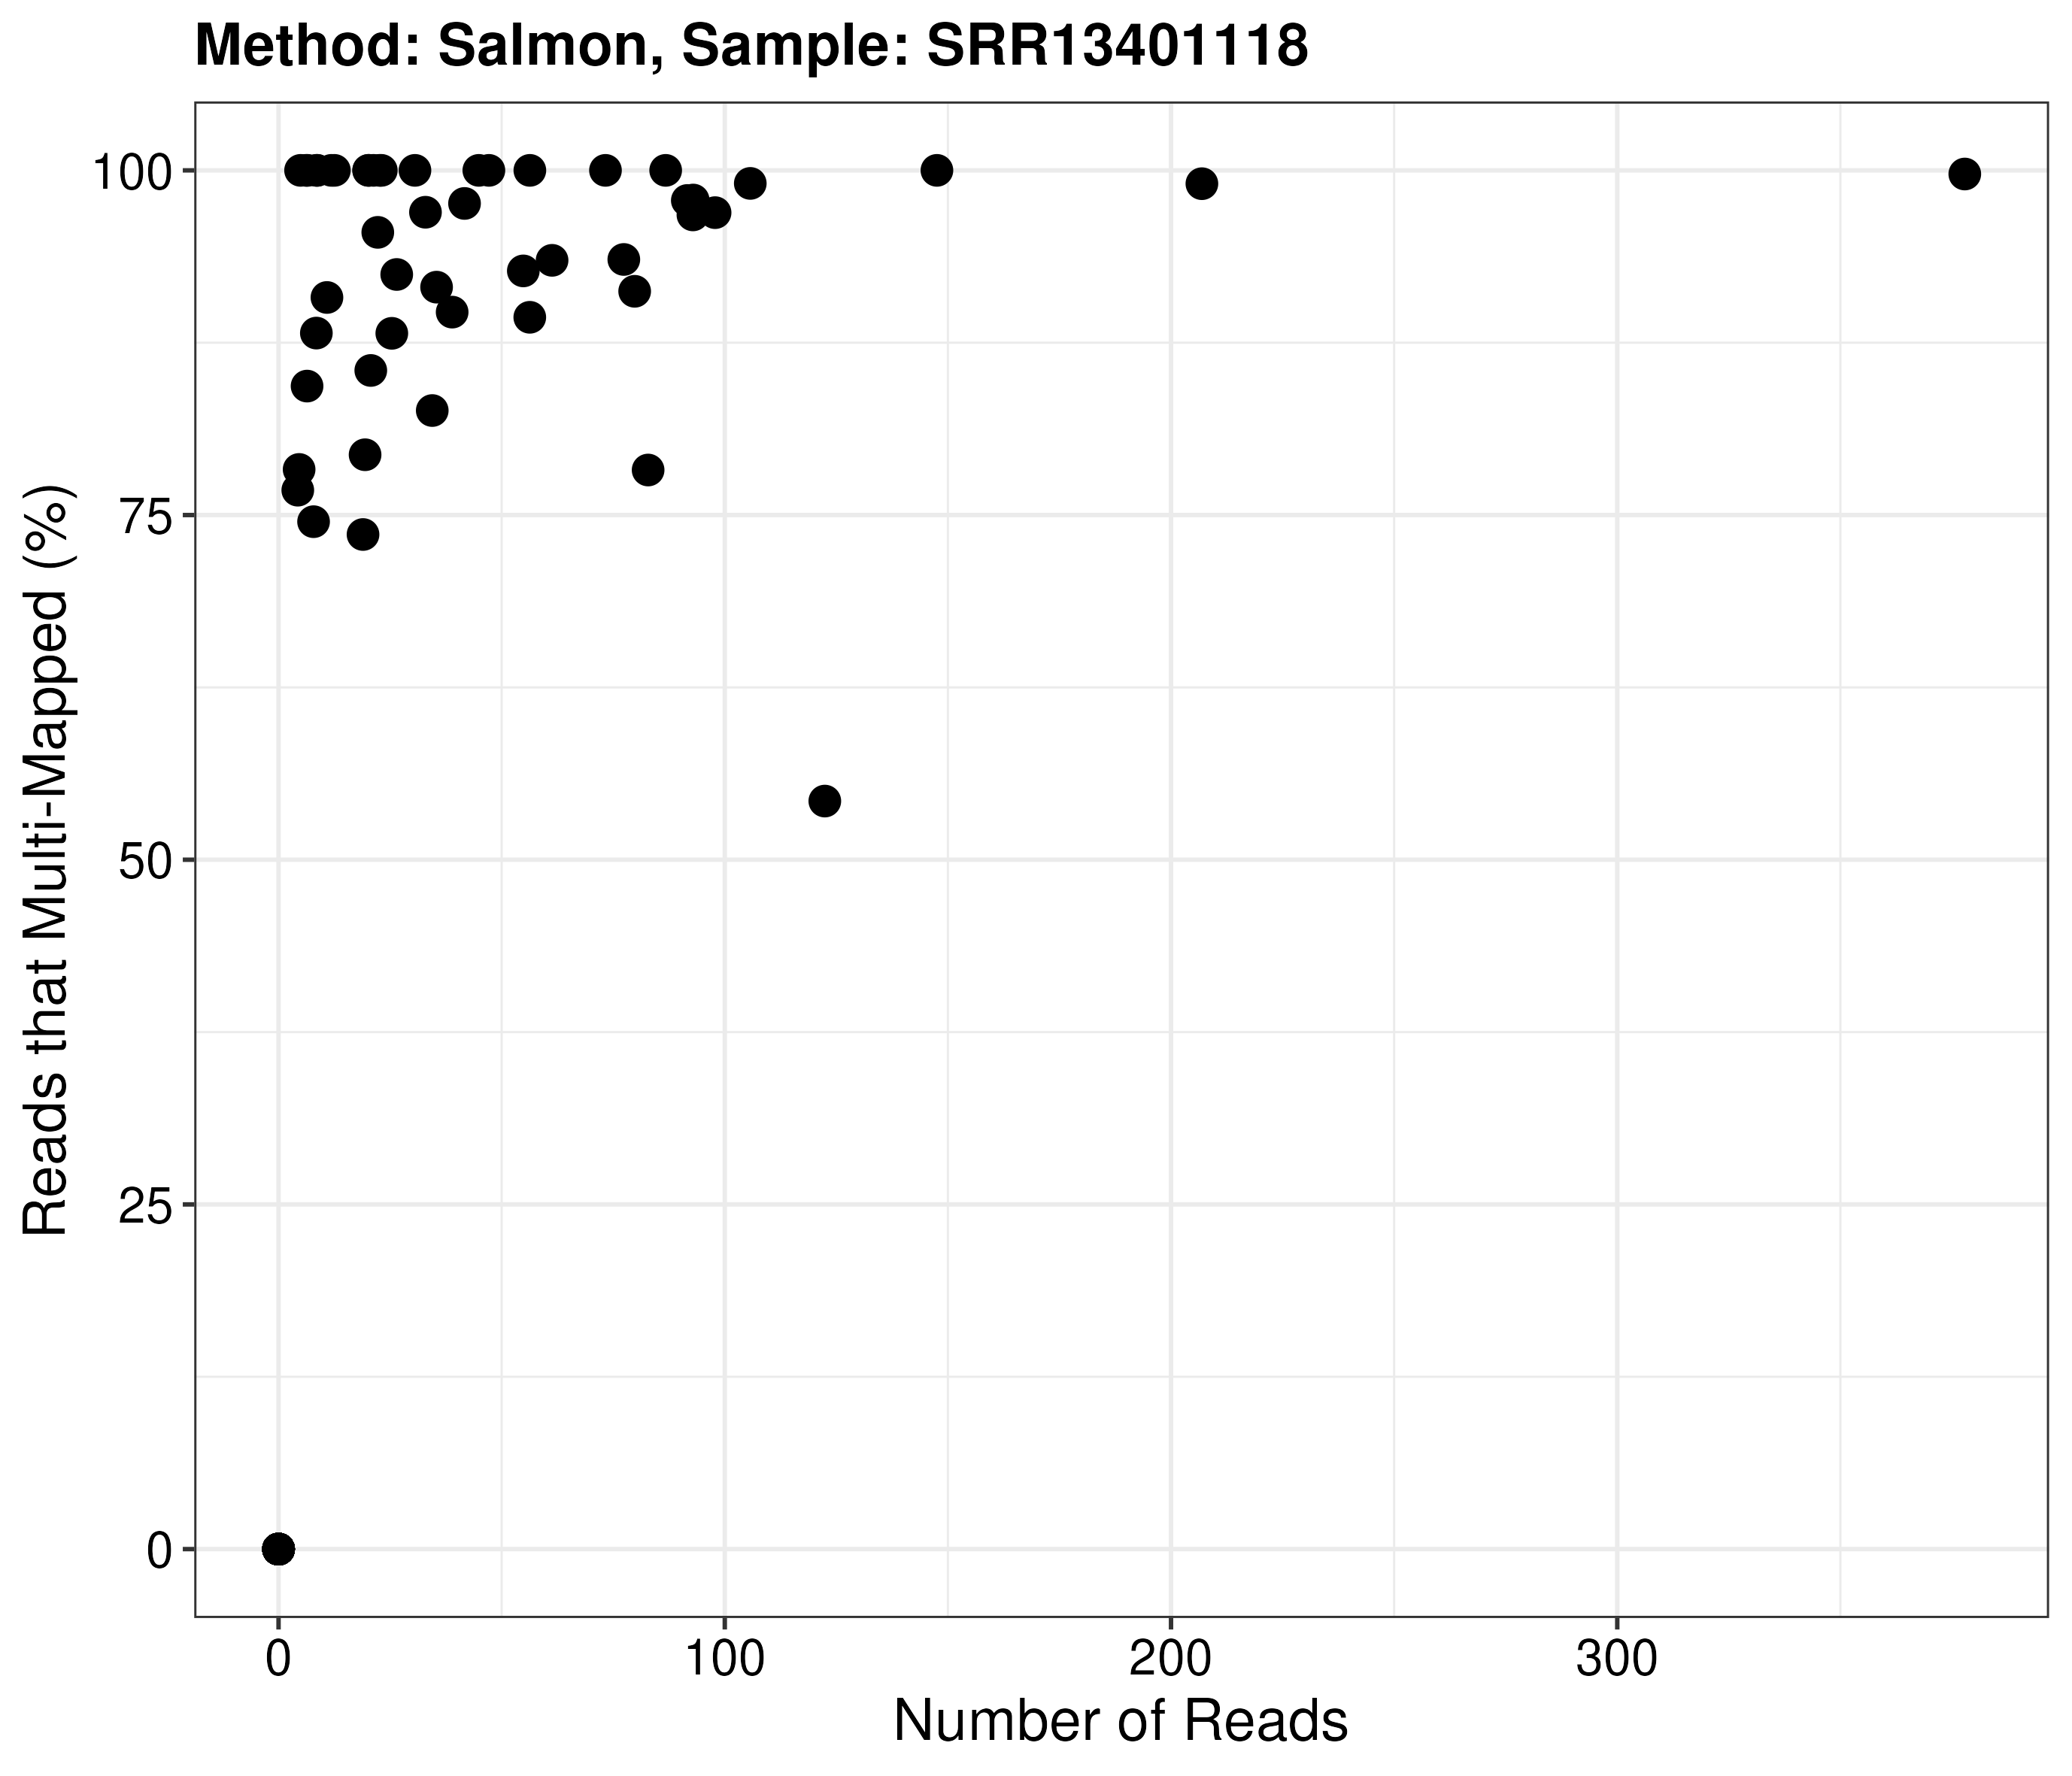 Method: Salmon, Sample: SRR13401118
Reads that Multi-Mapped (%)
100
75
50
25
0
0 100 200 300
Number of Reads